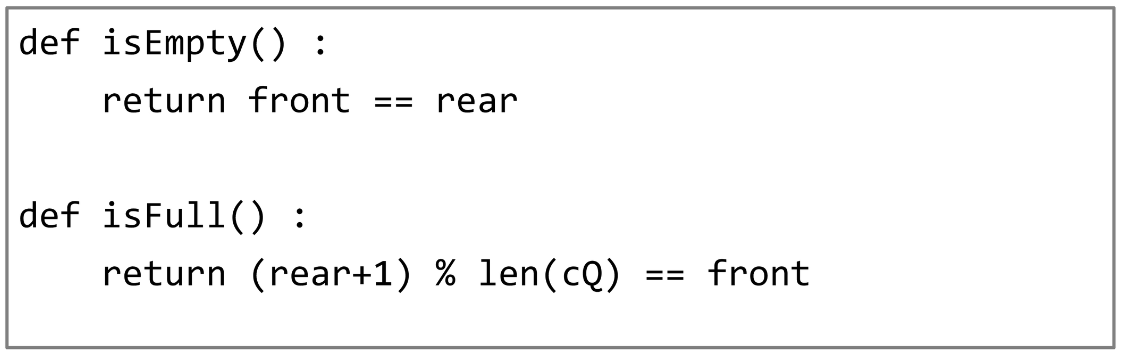 def isEmpty() :
    return front == rear

def isFull() :
    return (rear+1) % len(cQ) == front